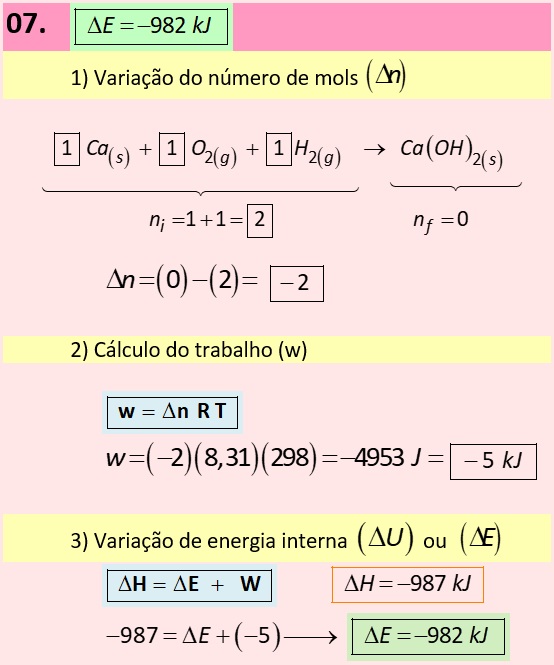 07. ΔE = −982 kJ
1) Variação do número de mols (Δn)
1 Ca(s) + 1 O2(g) + 1 H2(g) → Ca(OH)2(s)
ni =1+1= 2 nf =0
Δn=(0)−(2)= −2
2) Cálculo do trabalho (w)
w = Δn R T
w=(−2)(8,31)(298)=−4953 J = −5 kJ
3) Variação de energia interna (ΔU) ou (ΔE)
ΔH = ΔE + W ΔH=−987 kJ
−987=ΔE+(−5)⟶ ΔE=−982 kJ